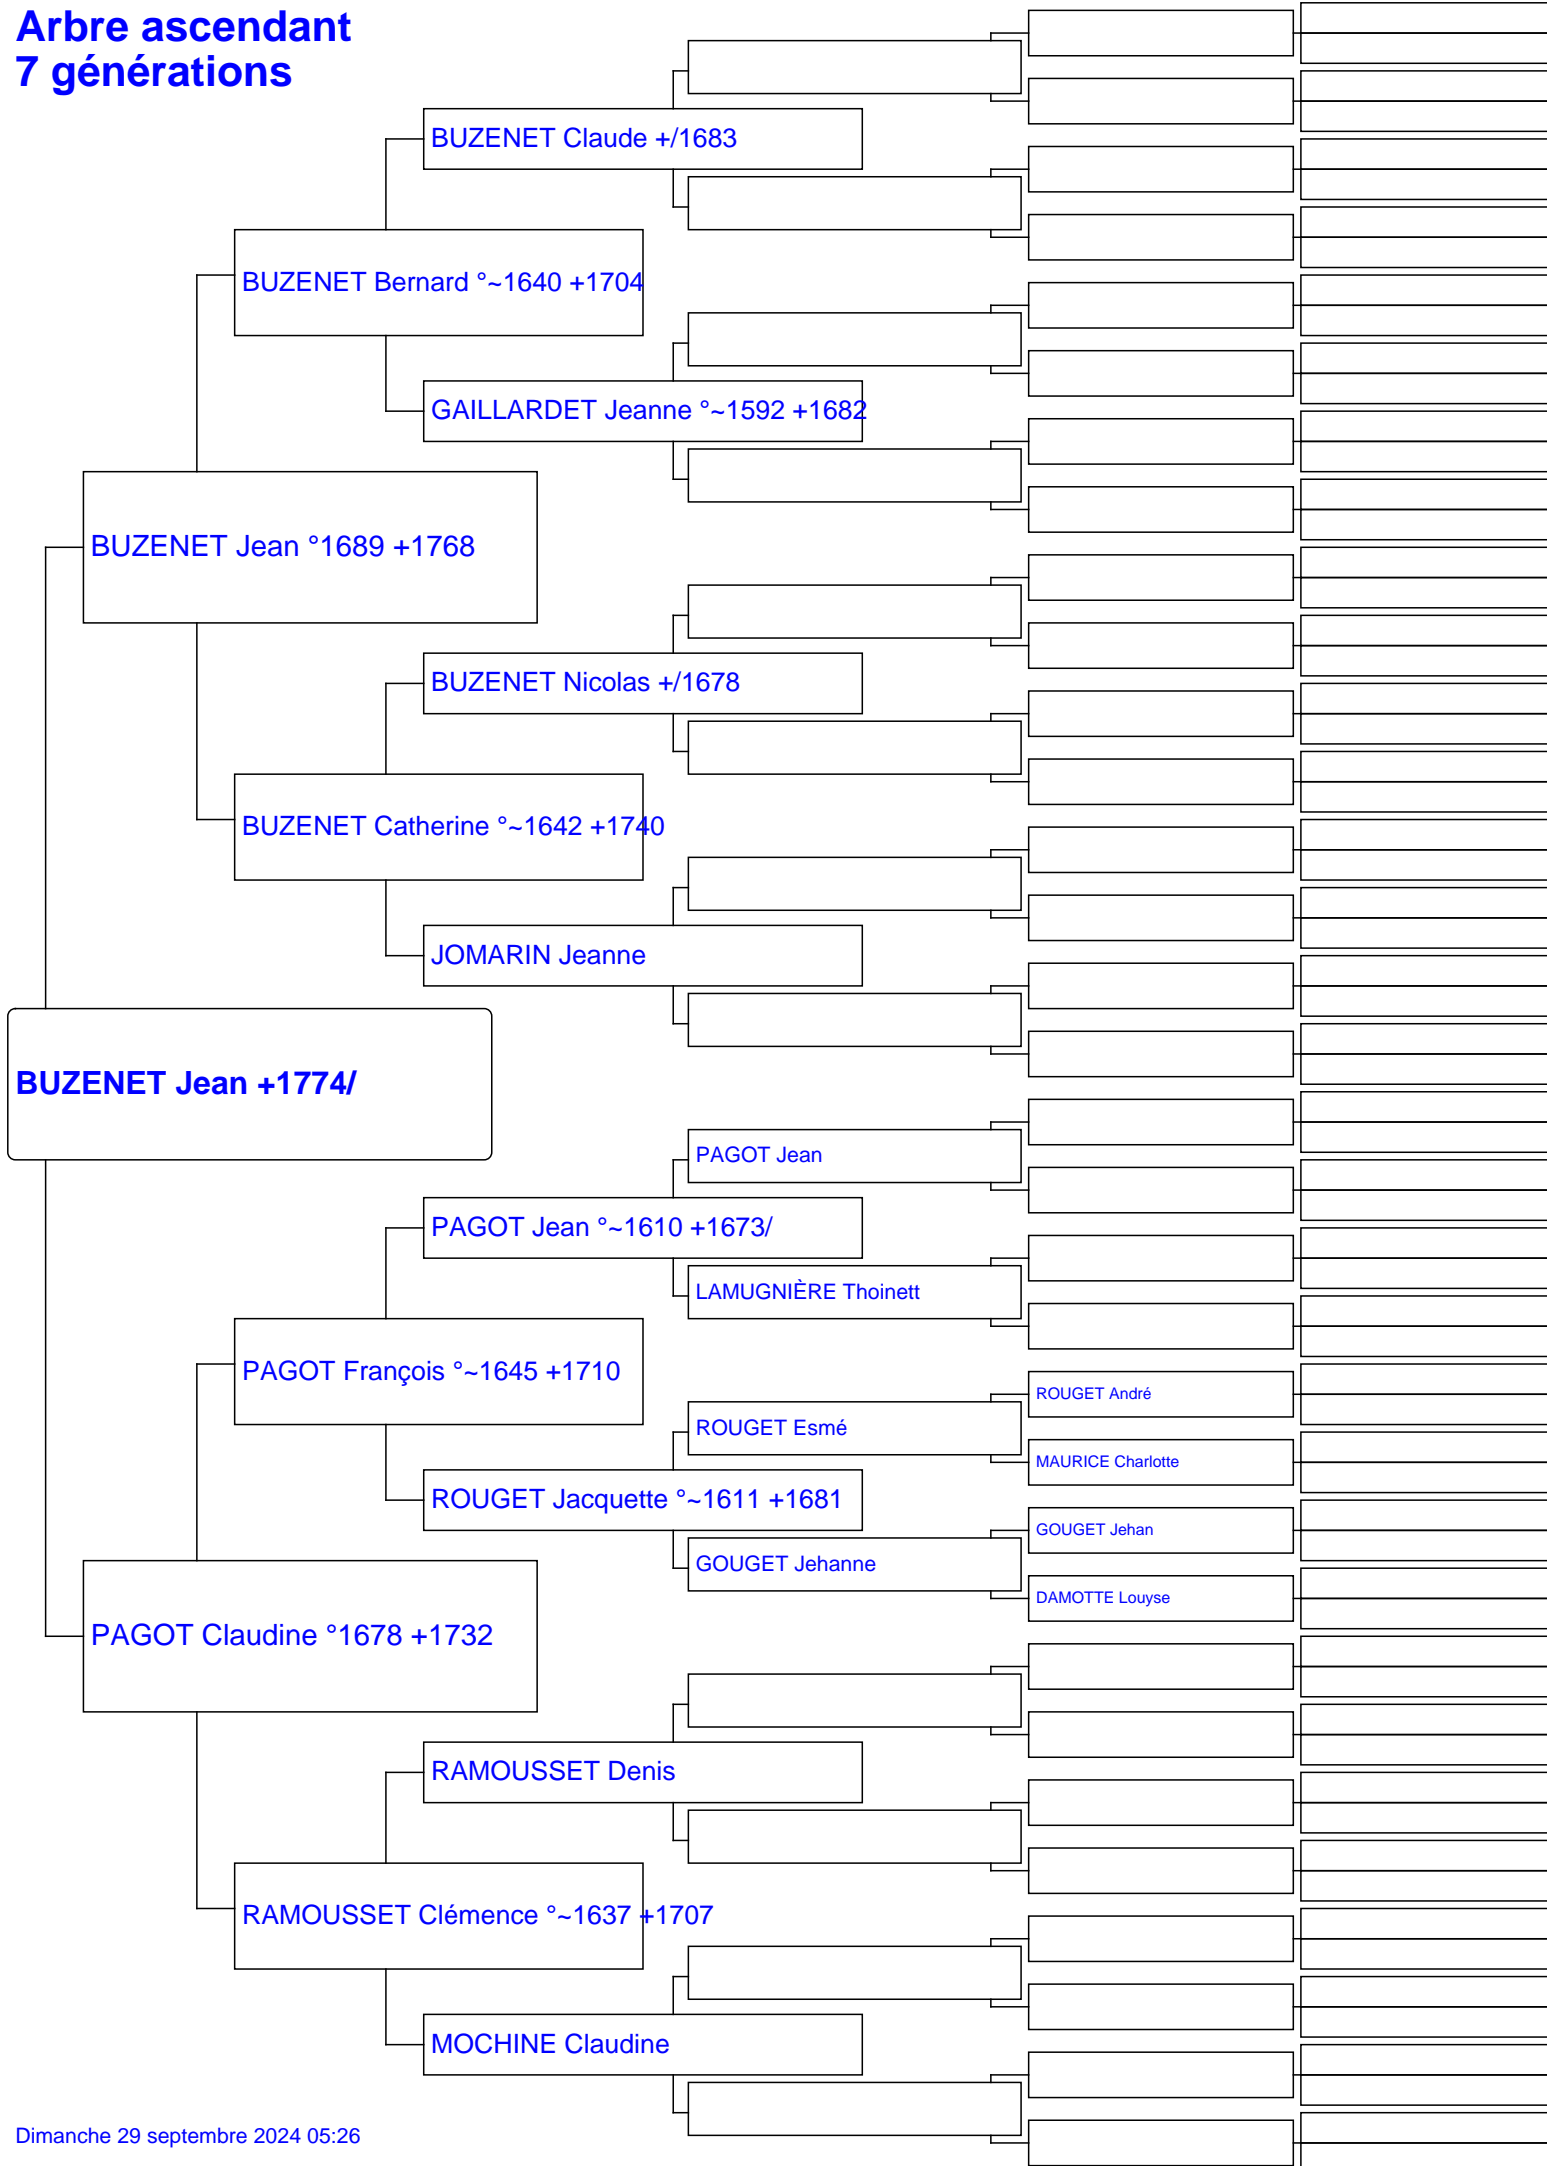 Arbre ascendant
7 générations
BUZENET Claude +/1683
BUZENET Bernard °~1640 +1704
GAILLARDET Jeanne °~1592 +1682
BUZENET Jean °1689 +1768
BUZENET Nicolas +/1678
BUZENET Catherine °~1642 +1740
JOMARIN Jeanne
BUZENET Jean +1774/
PAGOT Jean
PAGOT Jean °~1610 +1673/
LAMUGNIÈRE Thoinett
PAGOT François °~1645 +1710
ROUGET André
ROUGET Esmé
MAURICE Charlotte
ROUGET Jacquette °~1611 +1681
GOUGET Jehan
GOUGET Jehanne
DAMOTTE Louyse
PAGOT Claudine °1678 +1732
RAMOUSSET Denis
RAMOUSSET Clémence °~1637 +1707
MOCHINE Claudine
Dimanche 29 septembre 2024 05:26